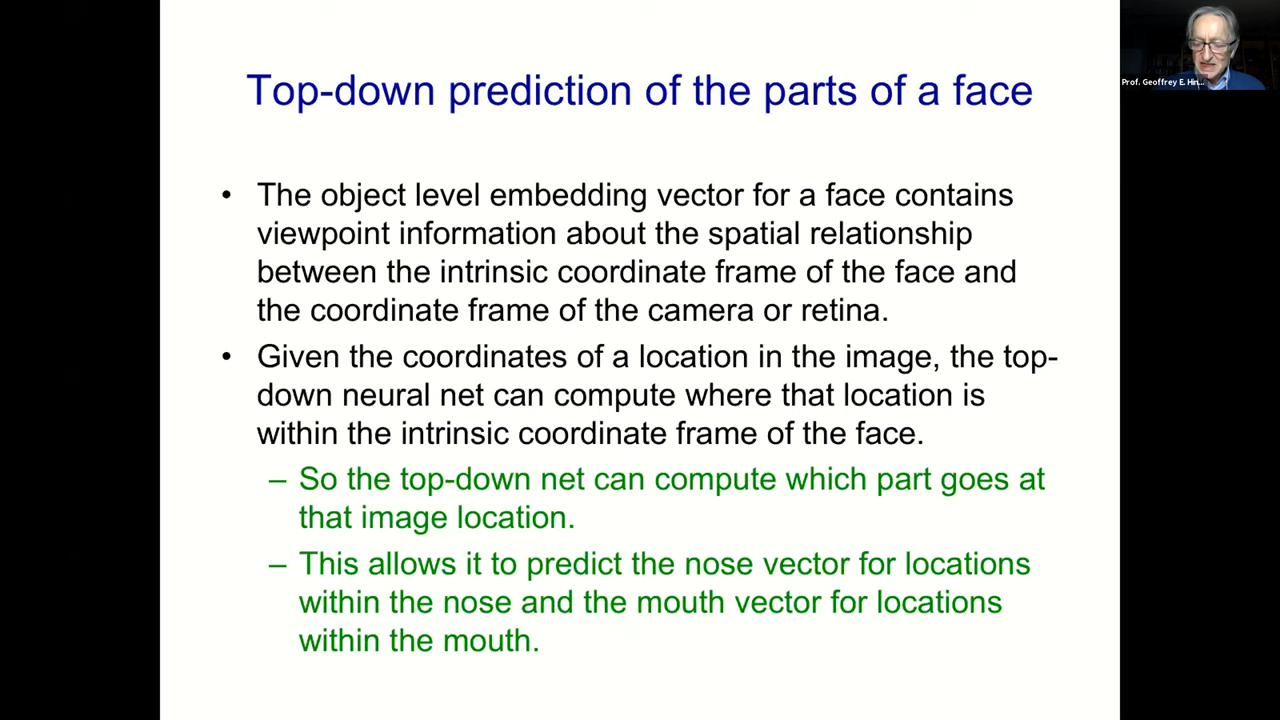 Top-down prediction of the parts of a face
• The object level embedding vector for a face contains
viewpoint information about the spatial relationship
between the intrinsic coordinate frame of the face and
the coordinate frame of the camera or retina.
• Given the coordinates of a location in the image, the top-
down neural net can compute where that location is
within the intrinsic coordinate frame of the face.
– So the top-down net can compute which part goes at
that image location.
– This allows it to predict the nose vector for locations
within the nose and the mouth vector for locations
within the mouth.
Prof. Geoffrey E. Hin...